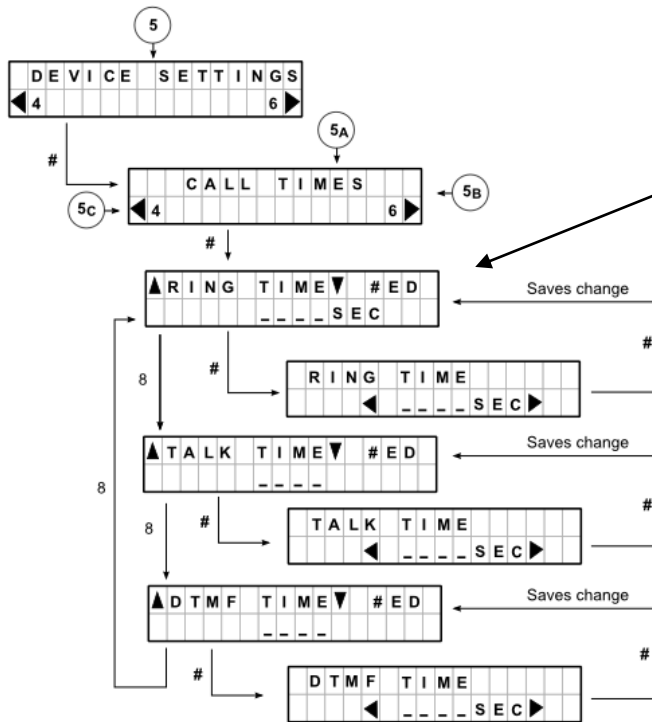 5
DEVICE SETTINGS
◀ 4 6 ▶
#
5A
CALL TIMES
5B
5C
◀ 4 6 ▶
#
▲RING TIME▼ #ED
_ _ _ _ SEC
Saves change
#
8
#
RING TIME
◀ _ _ _ _ SEC▶
▲TALK TIME▼ #ED
_ _ _ _
Saves change
8
#
8
#
TALK TIME
◀ _ _ _ _ SEC▶
▲DTMF TIME▼ #ED
_ _ _ _
Saves change
#
#
DTMF TIME
◀ _ _ _ _ SEC▶